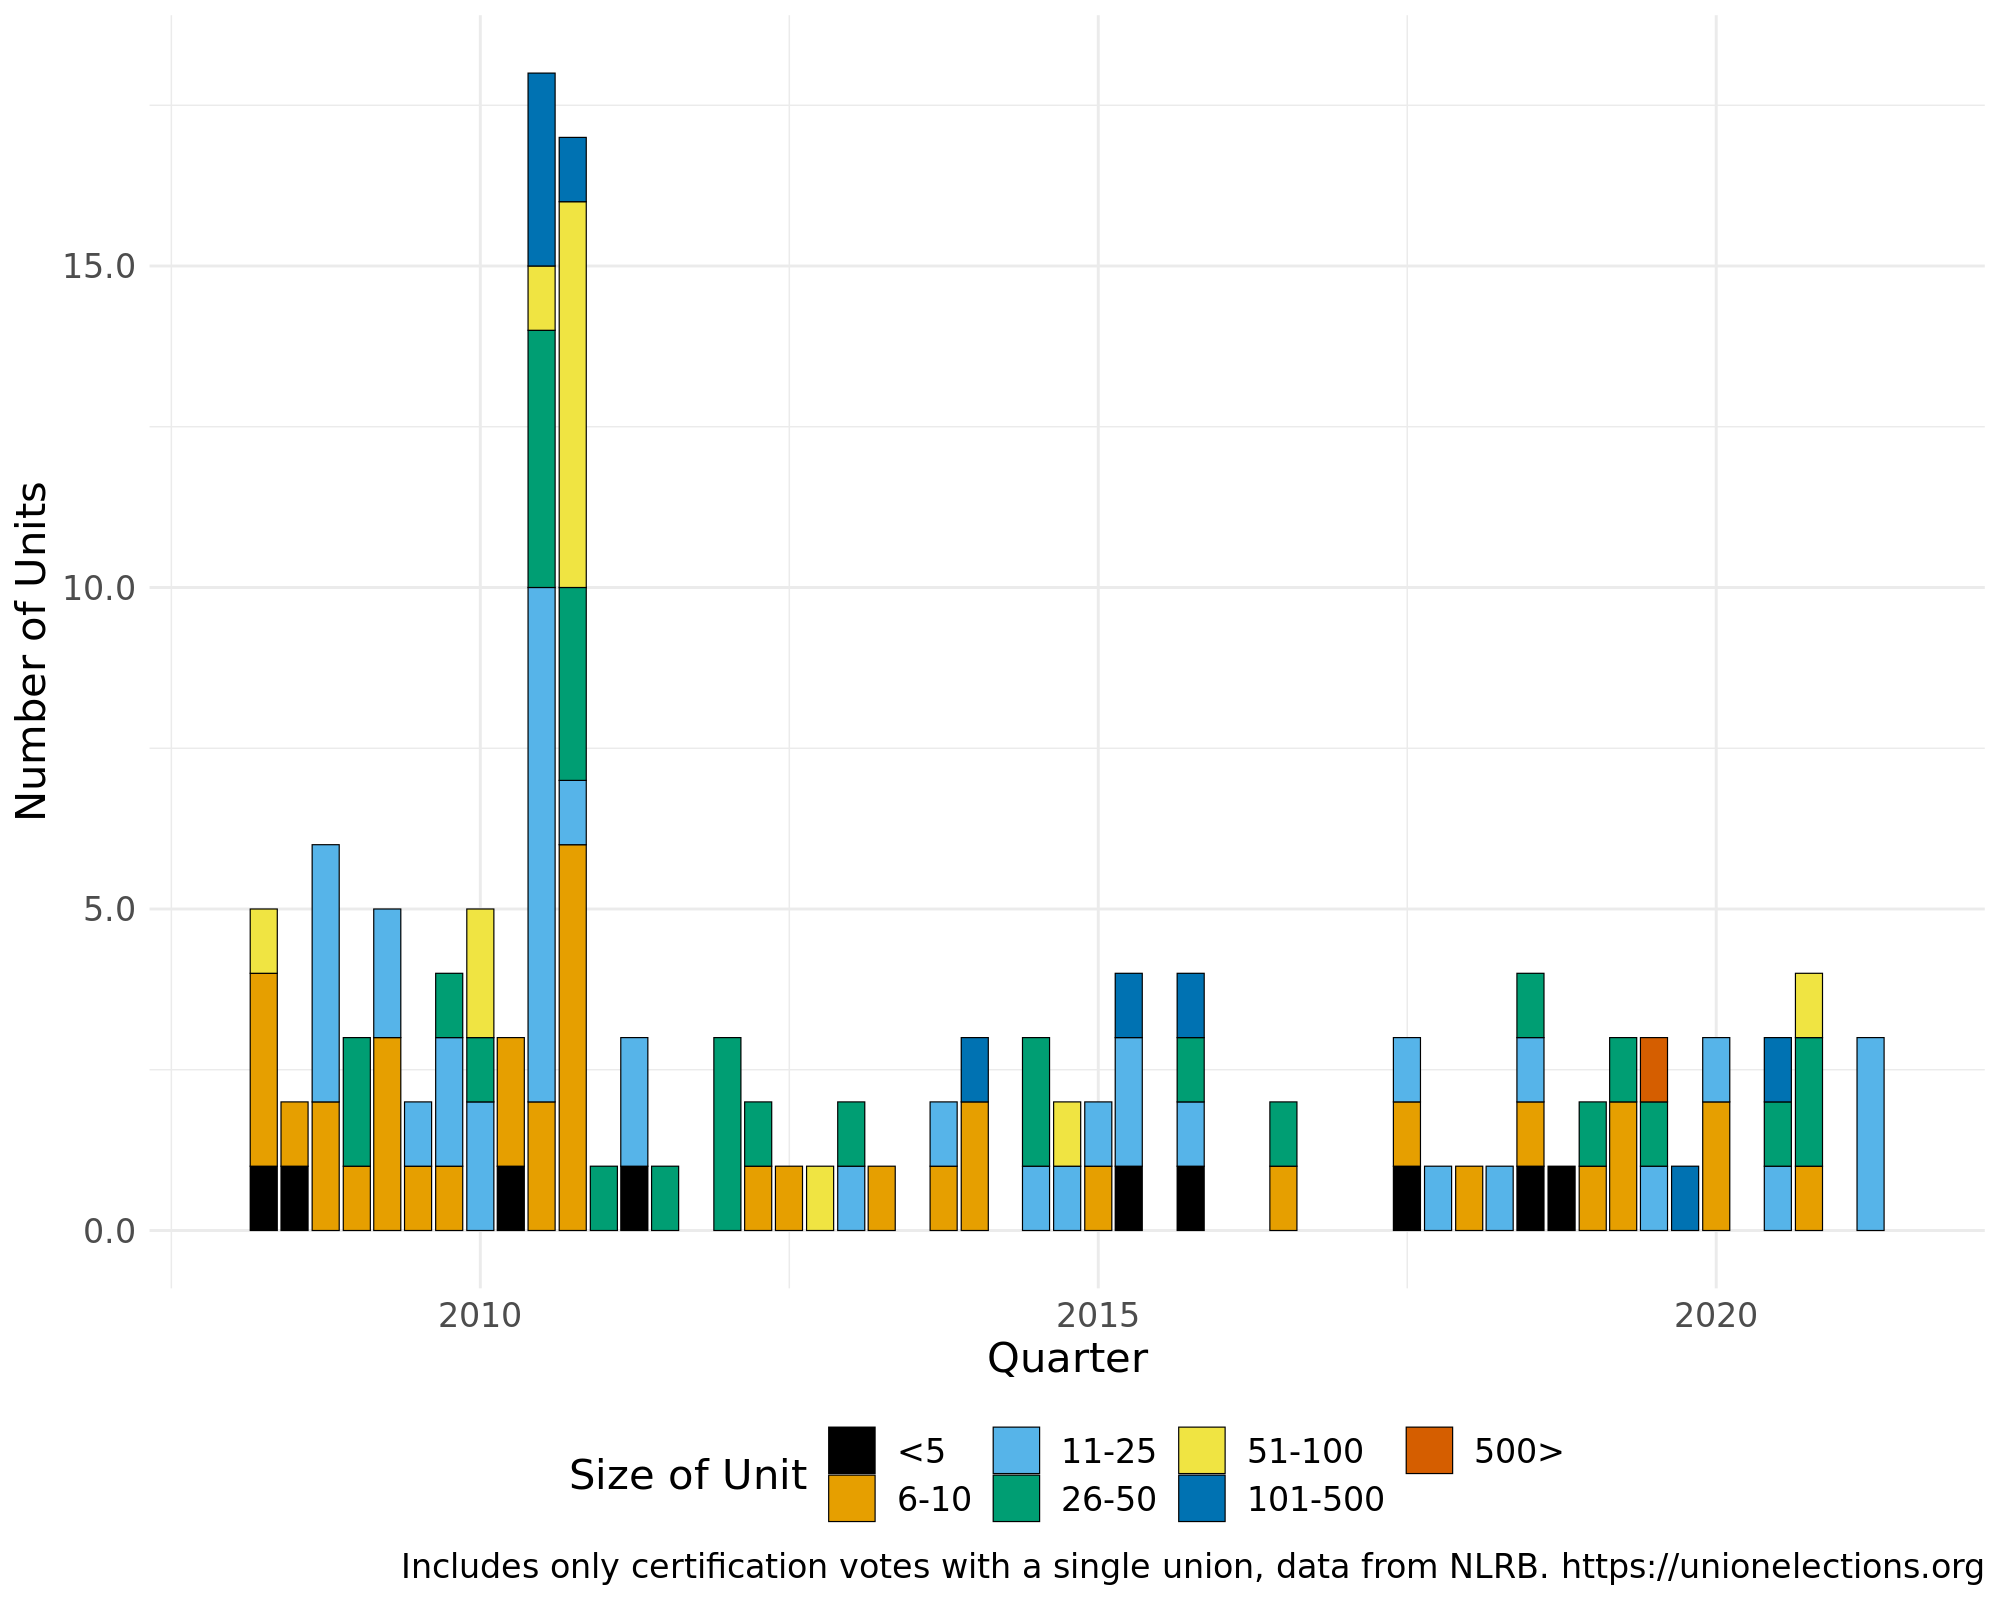 Number of Units
15.0
10.0
5.0
0.0
2010 2015 2020
Quarter
Size of Unit
<5 11-25 51-100 500>
6-10 26-50 101-500
Includes only certification votes with a single union, data from NLRB. https://unionelections.org